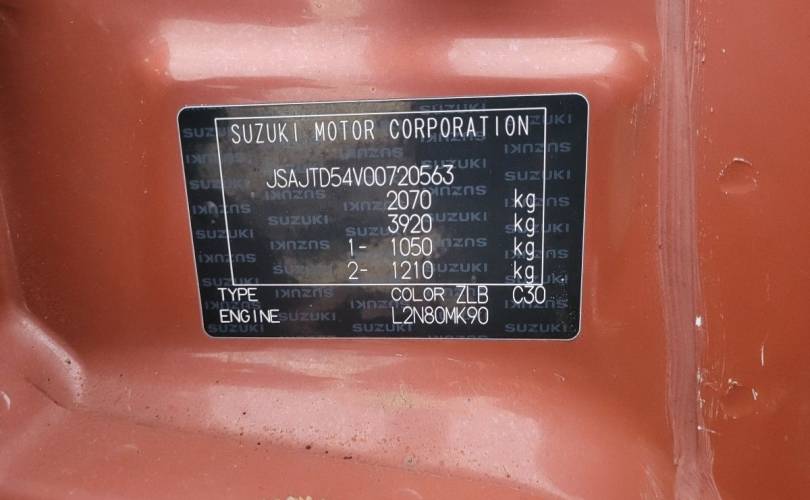 SUZUKI MOTOR CORPORATION
JSAJTD54V00720563
2070 kg
3920 kg
1- 1050 kg
2- 1210 kg
TYPE COLOR ZLB C30
ENGINE L2N80MK90